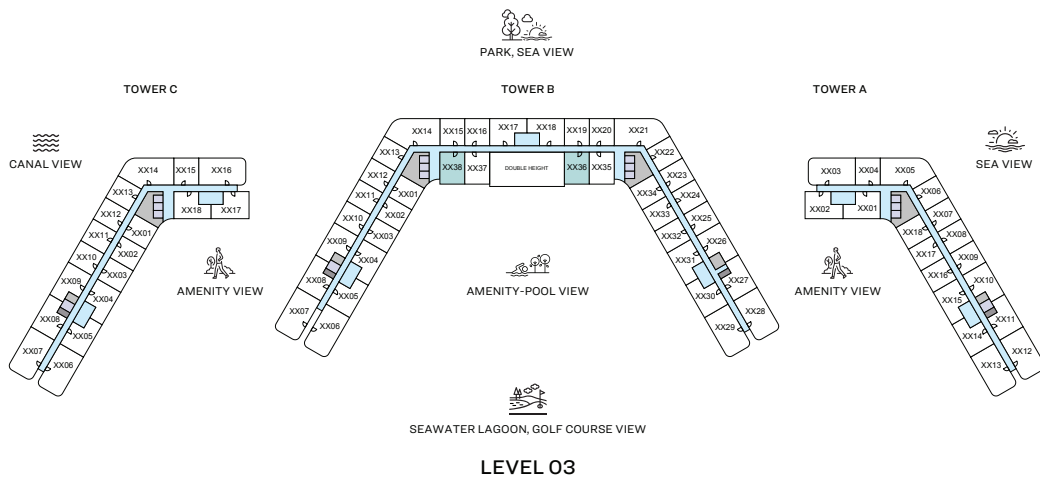 PARK, SEA VIEW
TOWER C
TOWER B
TOWER A
CANAL VIEW
SEA VIEW
XX14
XX15
XX16
XX13
XX12
XX11
XX10
XX09
XX08
XX07
XX18
XX17
XX01
XX02
XX03
XX04
XX05
XX06
AMENITY VIEW
XX14
XX15
XX16
XX17
XX18
XX19
XX20
XX21
XX13
XX12
XX11
XX10
XX09
XX08
XX07
XX38
XX37
DOUBLE HEIGHT
XX36
XX35
XX01
XX02
XX03
XX04
XX05
XX06
XX22
XX23
XX24
XX25
XX26
XX27
XX28
XX34
XX33
XX32
XX31
XX30
XX29
AMENITY-POOL VIEW
XX03
XX04
XX05
XX02
XX01
XX06
XX07
XX08
XX09
XX10
XX11
XX12
XX18
XX17
XX16
XX15
XX14
XX13
AMENITY VIEW
SEAWATER LAGOON, GOLF COURSE VIEW
LEVEL 03